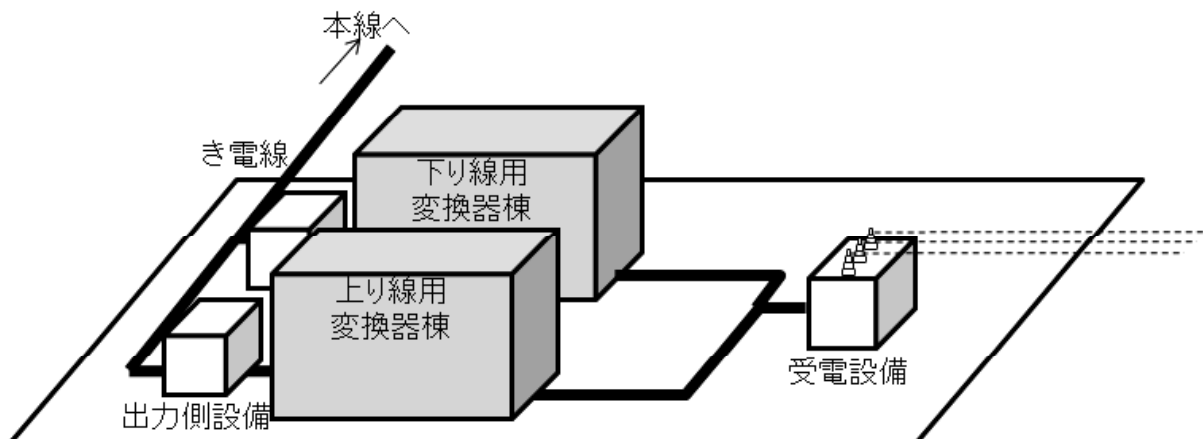 本線へ
き電線
下り線用
変換器棟
上り線用
変換器棟
受電設備
出力側設備